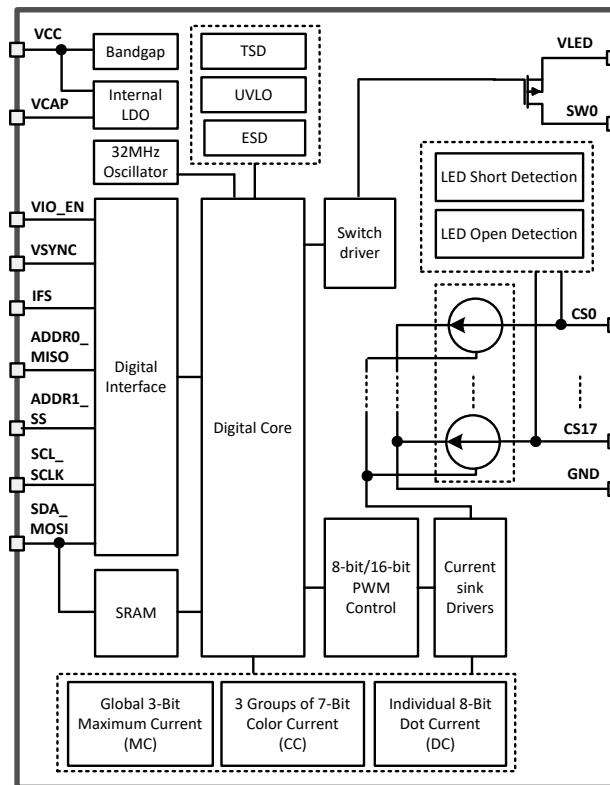 VCC
Bandgap
TSD
VLED
VCAP
Internal
LDO
UVLO
SW0
ESD
32MHz
Oscillator
LED Short Detection
VIO_EN
Switch
driver
LED Open Detection
VSYNC
IFS
CS0
ADDR0_
MISO
Digital
Interface
ADDR1_
SS
Digital Core
CS17
SCL_
SCLK
GND
SDA_
MOSI
8-bit/16-bit
PWM
Control
Current
sink
Drivers
SRAM
Global 3-Bit
Maximum Current
(MC)
3 Groups of 7-Bit
Color Current
(CC)
Individual 8-Bit
Dot Current
(DC)